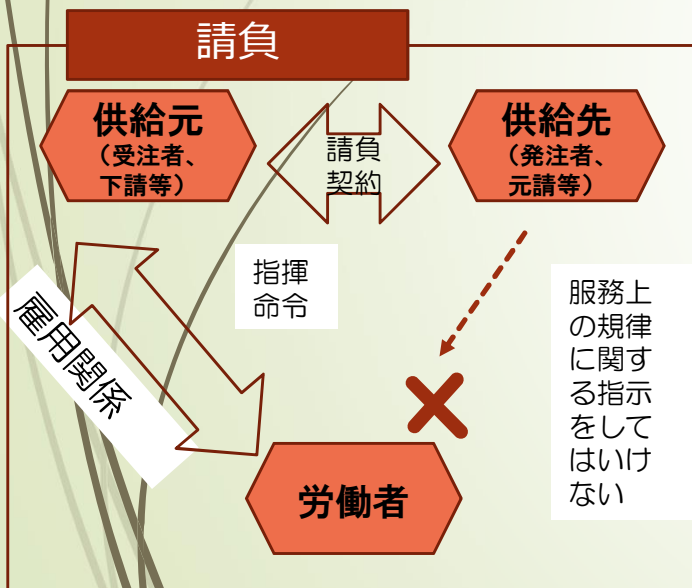 請負
供給元
（受注者、
下請等）
請負
契約
供給先
（発注者、
元請等）
指揮
命令
雇用関係
服務上
の規律
に関す
る指示
をして
はいけ
ない
労働者